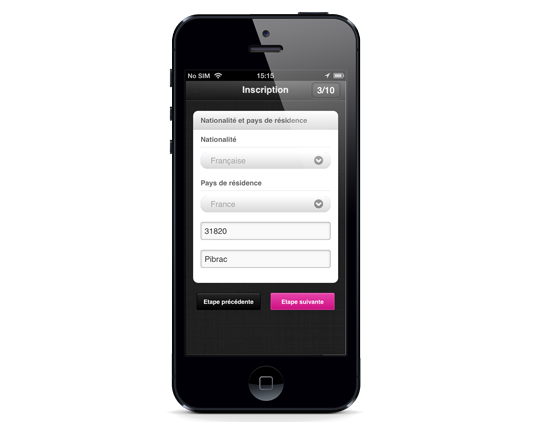 No SIM 15:15
Inscription 3/10
Nationalité et pays de résidence
Nationalité
Française
Pays de résidence
France
31820
Pibrac
Etape précédente Etape suivante